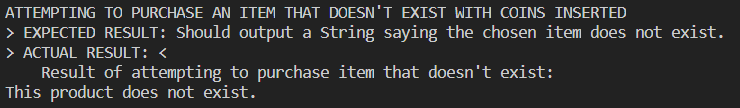 ATTEMPTING TO PURCHASE AN ITEM THAT DOESN'T EXIST WITH COINS INSERTED
> EXPECTED RESULT: Should output a String saying the chosen item does not exist.
> ACTUAL RESULT: <
    Result of attempting to purchase item that doesn't exist:
This product does not exist.